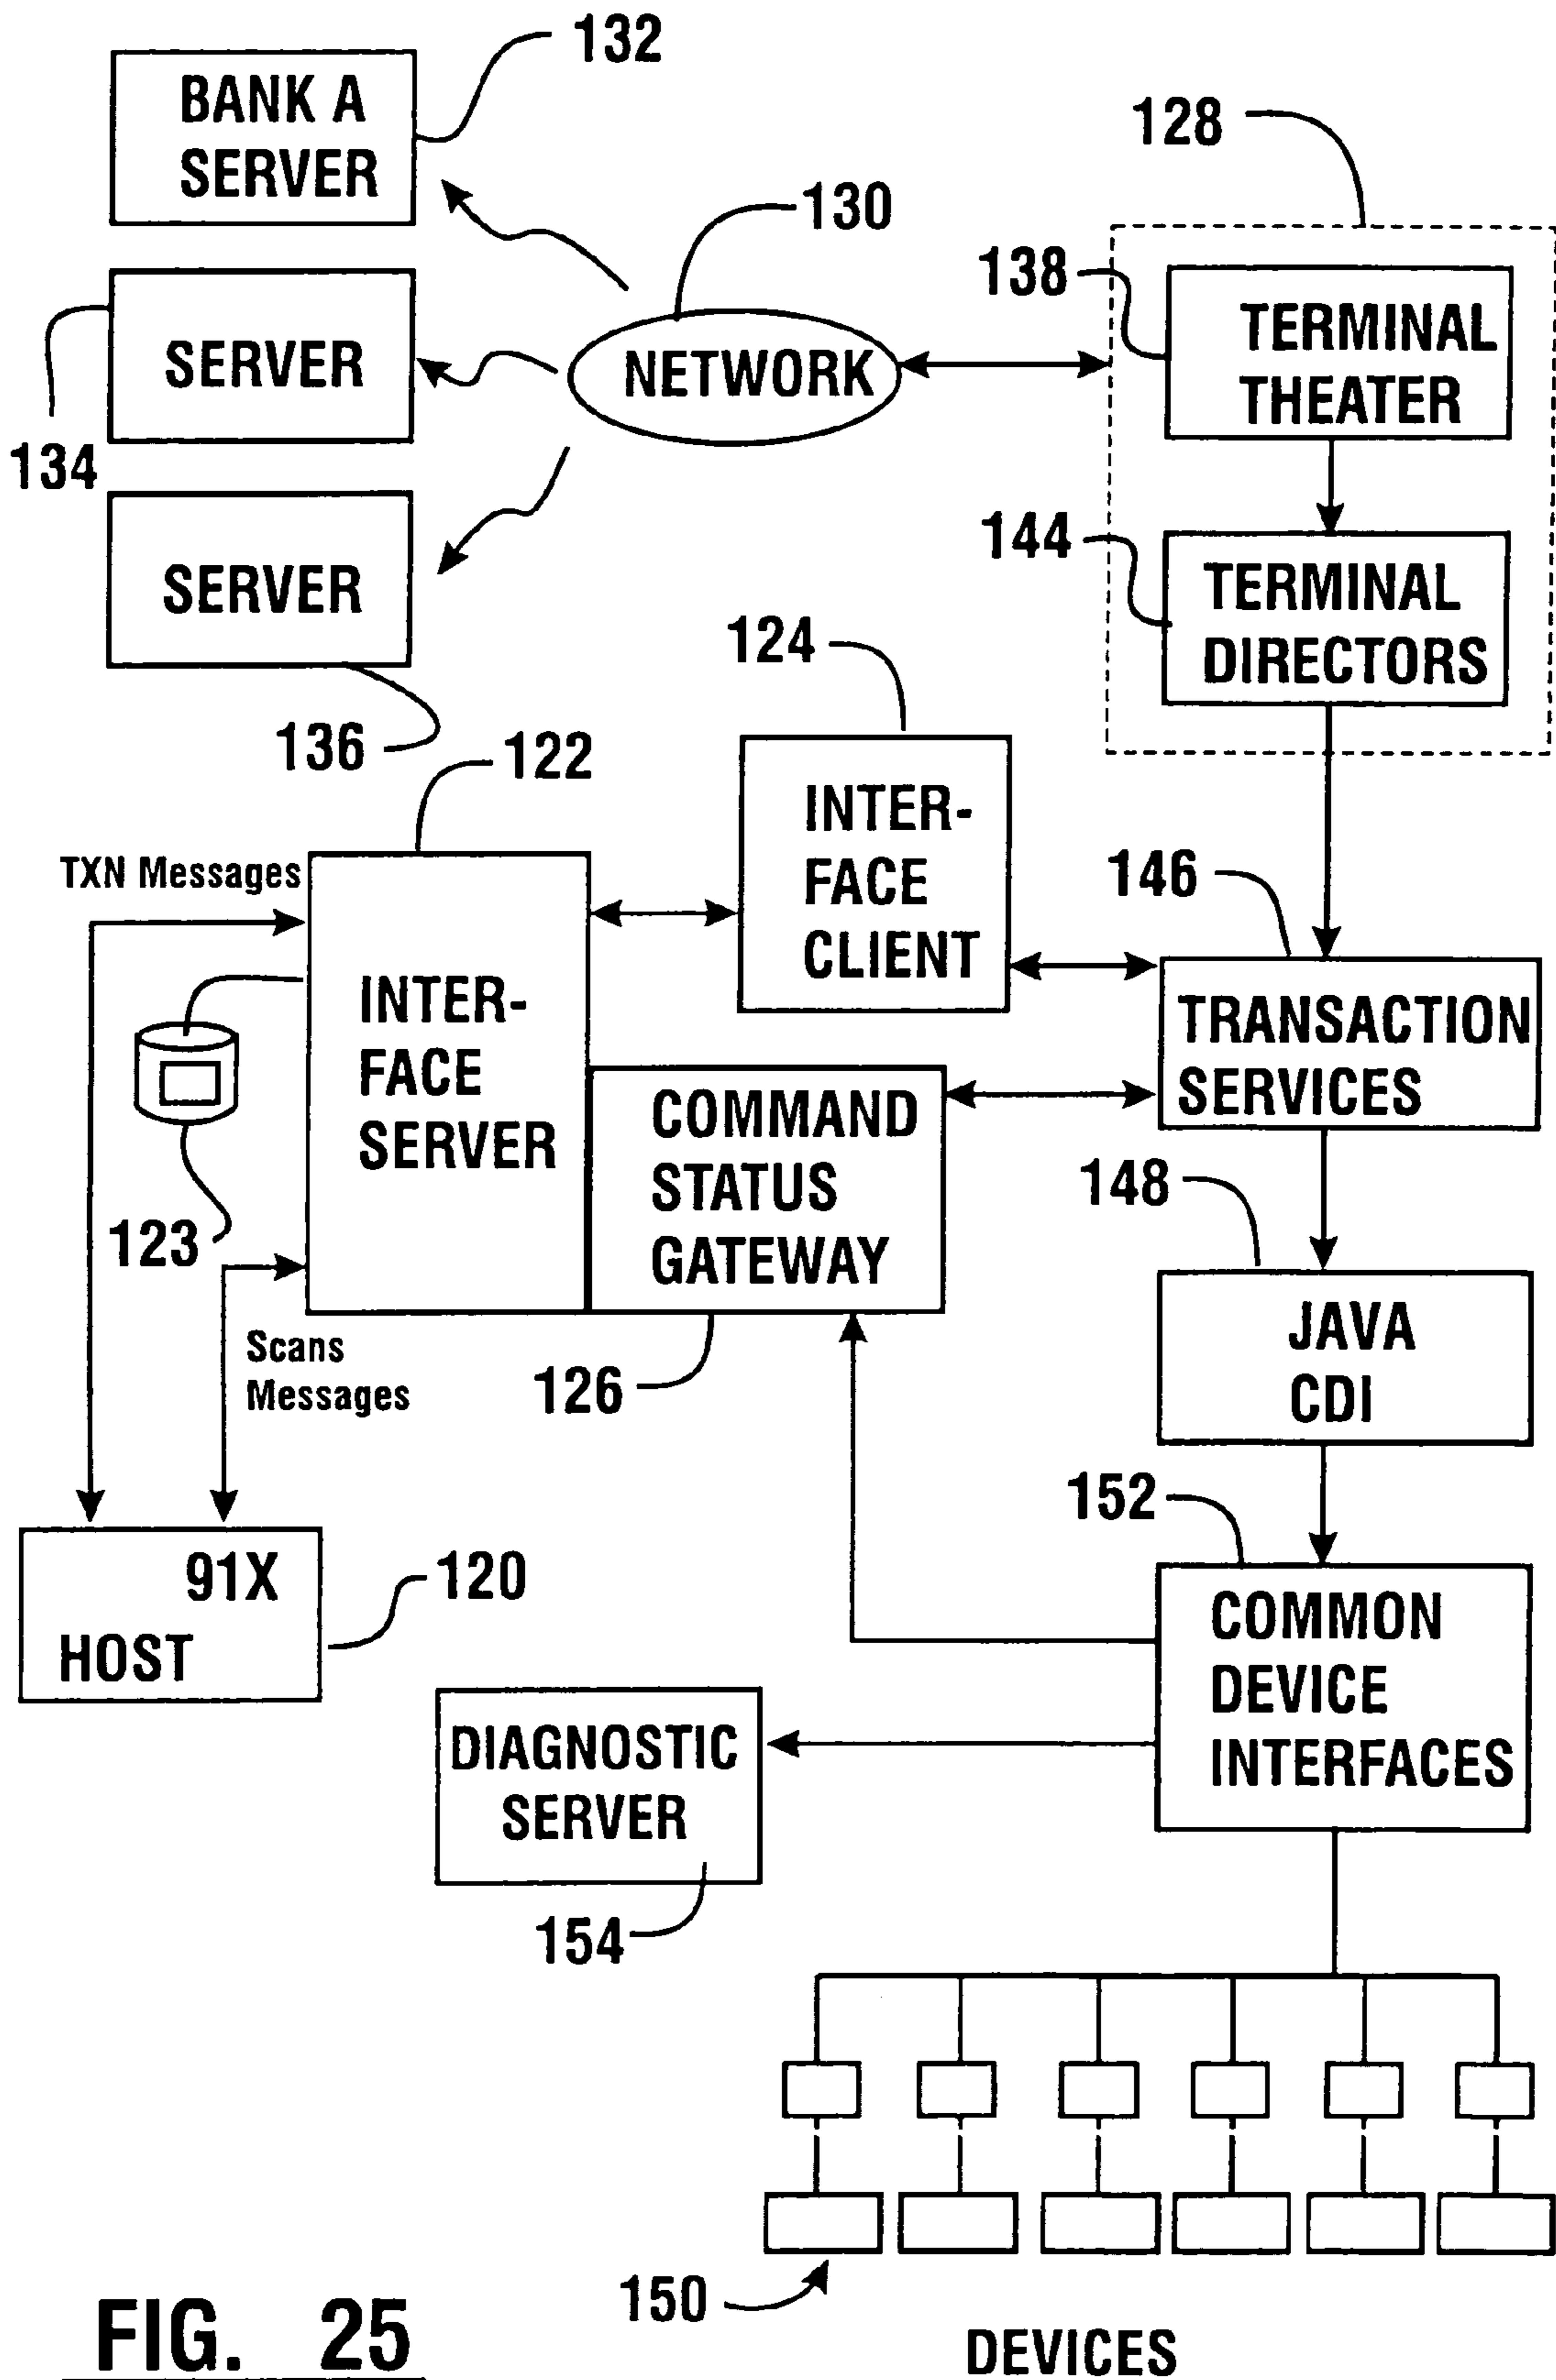 132
BANK A
SERVER
128
130
138
TERMINAL
THEATER
SERVER
NETWORK
134
144
TERMINAL
DIRECTORS
SERVER
124
136
122
INTER-
FACE
CLIENT
TXN Messages
146
INTER-
FACE
SERVER
TRANSACTION
SERVICES
COMMAND
STATUS
GATEWAY
123
148
JAVA
CDI
Scans
Messages
126
152
91X
HOST
120
COMMON
DEVICE
INTERFACES
DIAGNOSTIC
SERVER
154
150
DEVICES
FIG. 25